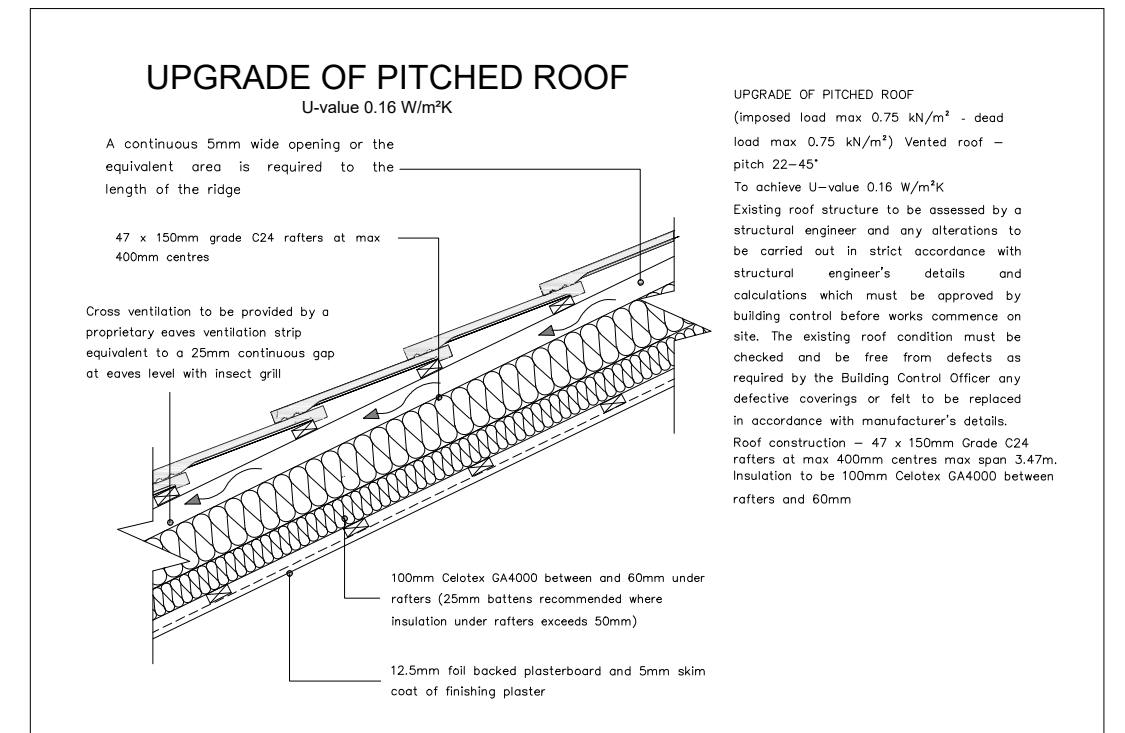 UPGRADE OF PITCHED ROOF
U-value 0.16 W/m²K
A continuous 5mm wide opening or the
equivalent area is required to the
length of the ridge
47 x 150mm grade C24 rafters at max
400mm centres
Cross ventilation to be provided by a
proprietary eaves ventilation strip
equivalent to a 25mm continuous gap
at eaves level with insect grill
100mm Celotex GA4000 between and 60mm under
rafters (25mm battens recommended where
insulation under rafters exceeds 50mm)
12.5mm foil backed plasterboard and 5mm skim
coat of finishing plaster
UPGRADE OF PITCHED ROOF
(imposed load max 0.75 kN/m² - dead
load max 0.75 kN/m²) Vented roof –
pitch 22–45°
To achieve U–value 0.16 W/m²K
Existing roof structure to be assessed by a
structural engineer and any alterations to
be carried out in strict accordance with
structural engineer's details and
calculations which must be approved by
building control before works commence on
site. The existing roof condition must be
checked and be free from defects as
required by the Building Control Officer any
defective coverings or felt to be replaced
in accordance with manufacturer's details.
Roof construction – 47 x 150mm Grade C24
rafters at max 400mm centres max span 3.47m.
Insulation to be 100mm Celotex GA4000 between
rafters and 60mm